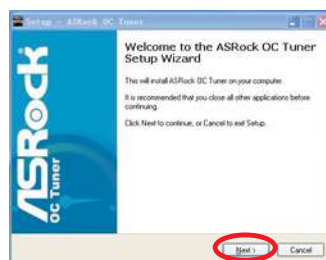 Setup - ASRock OC Tuner
Welcome to the ASRock OC Tuner
Setup Wizard
This will install ASRock OC Tuner on your computer.
It is recommended that you close all other applications before
continuing.
Click Next to continue, or Cancel to exit Setup.
ASRock
OC Tuner
Next >
Cancel